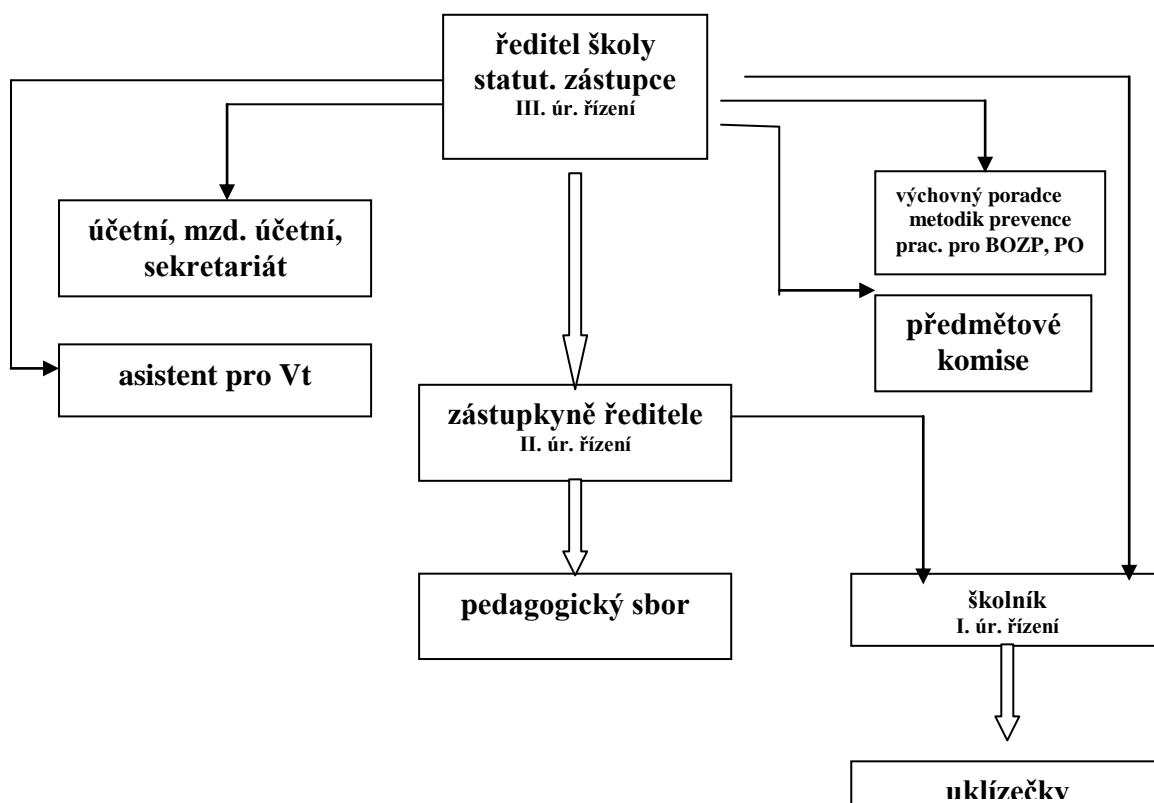 ředitel školy
statut. zástupce
III. úr. řízení
výchovný poradce
metodik prevence
prac. pro BOZP, PO
účetní, mzd. účetní,
sekretariát
předmětové
komise
asistent pro Vt
zástupkyně ředitele
II. úr. řízení
pedagogický sbor
školník
I. úr. řízení
uklízečky